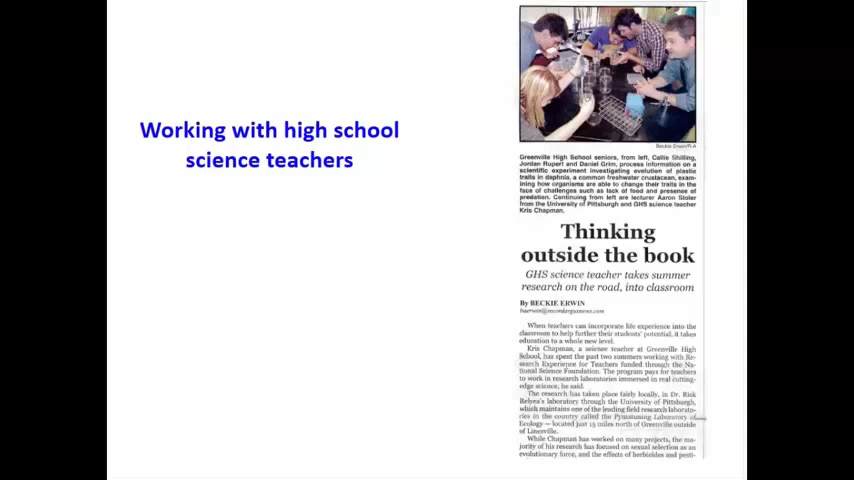 Working with high school
science teachers
Beckie Erwin/R-A
Greenville High School seniors, from left, Callie Shilling,
Jordan Rupert and Daniel Grim, process information on a
scientific experiment investigating evolution of plastic
traits in daphnia, a common freshwater crustacean, exam-
ining how organisms are able to change their traits in the
face of challenges such as lack of food and presence of
predation. Continuing from left are lecturer Aaron Stoler
from the University of Pittsburgh and GHS science teacher
Kris Chapman.
Thinking
outside the book
GHS science teacher takes summer
research on the road, into classroom
By BECKIE ERWIN
When teachers can incorporate life experience into the
classroom to help further their students' potential, it takes
education to a whole new level.
Kris Chapman, a science teacher at Greenville High
School, has spent the past two summers working with Re-
search Experience for Teachers funded through the Na-
tional Science Foundation. The program pays for teachers
to work in research laboratories immersed in real cutting-
edge science, he said.
The research has taken place fairly locally, in Dr. Rick
Relyea's laboratory through the University of Pittsburgh,
which maintains one of the leading field research laborato-
ries in the country called the Pymatuning Laboratory of
Ecology — located just 15 miles north of Greenville outside
of Linesville.
While Chapman has worked on many projects, the ma-
jority of his research has focused on sexual selection as an
evolutionary force, and the effects of herbicides and pesti-